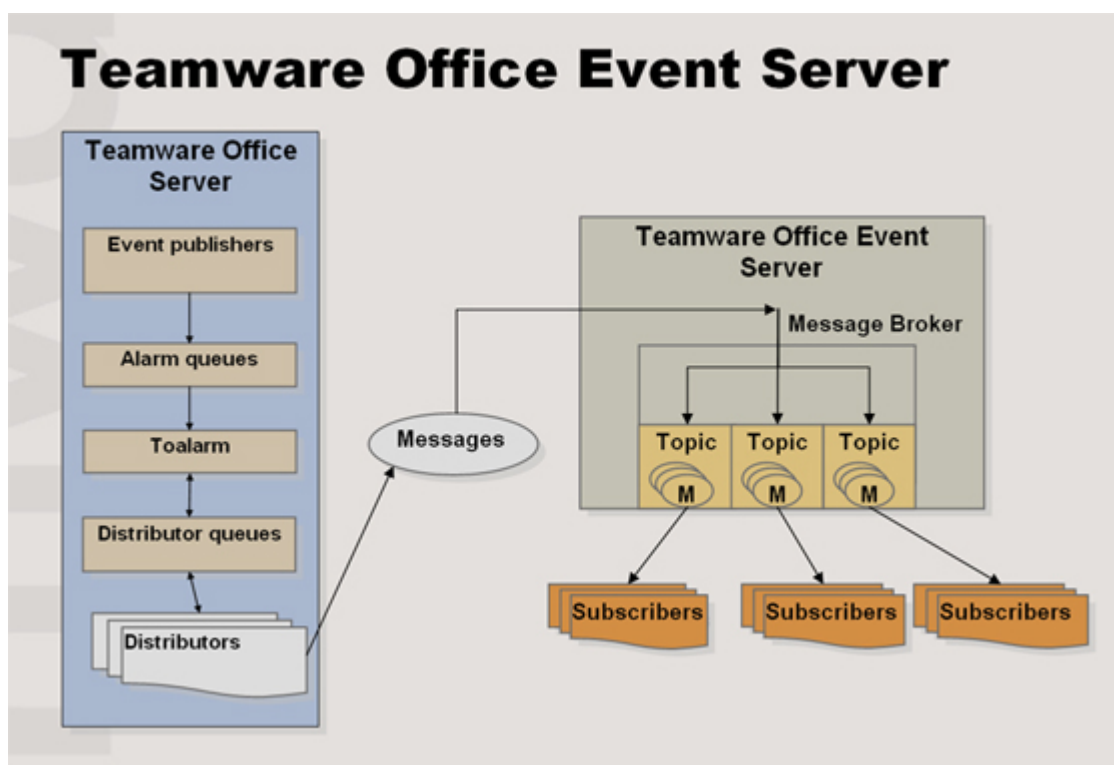 Teamware Office Event Server
Teamware Office
Server
Event publishers
Alarm queues
Toalarm
Distributor queues
Distributors
Messages
Teamware Office Event
Server
Message Broker
Topic
Topic
Topic
M
M
M
Subscribers
Subscribers
Subscribers